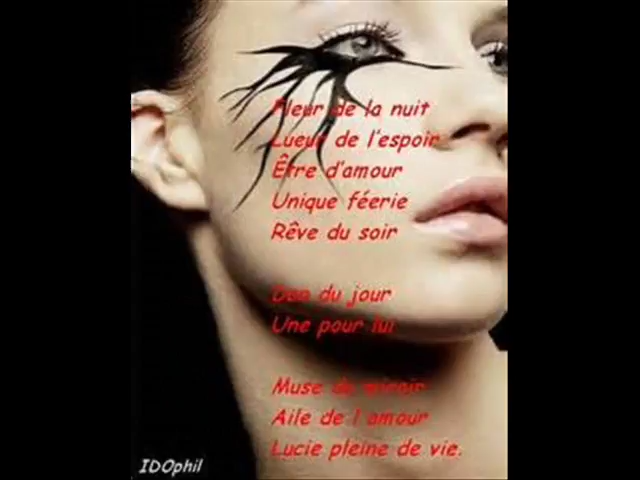 Fleur de la nuit
Lueur de l'espoir
Être d'amour
Unique féerie
Rêve du soir
Don du jour
Une pour lui
Muse du miroir
Aile de l'amour
Lucie pleine de vie.
IDOphil